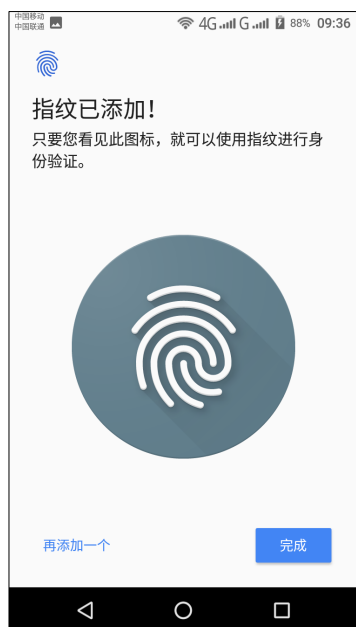 中国移动
中国联通
4G G 88% 09:36
指纹已添加！
只要您看见此图标，就可以使用指纹进行身
份验证。
再添加一个
完成